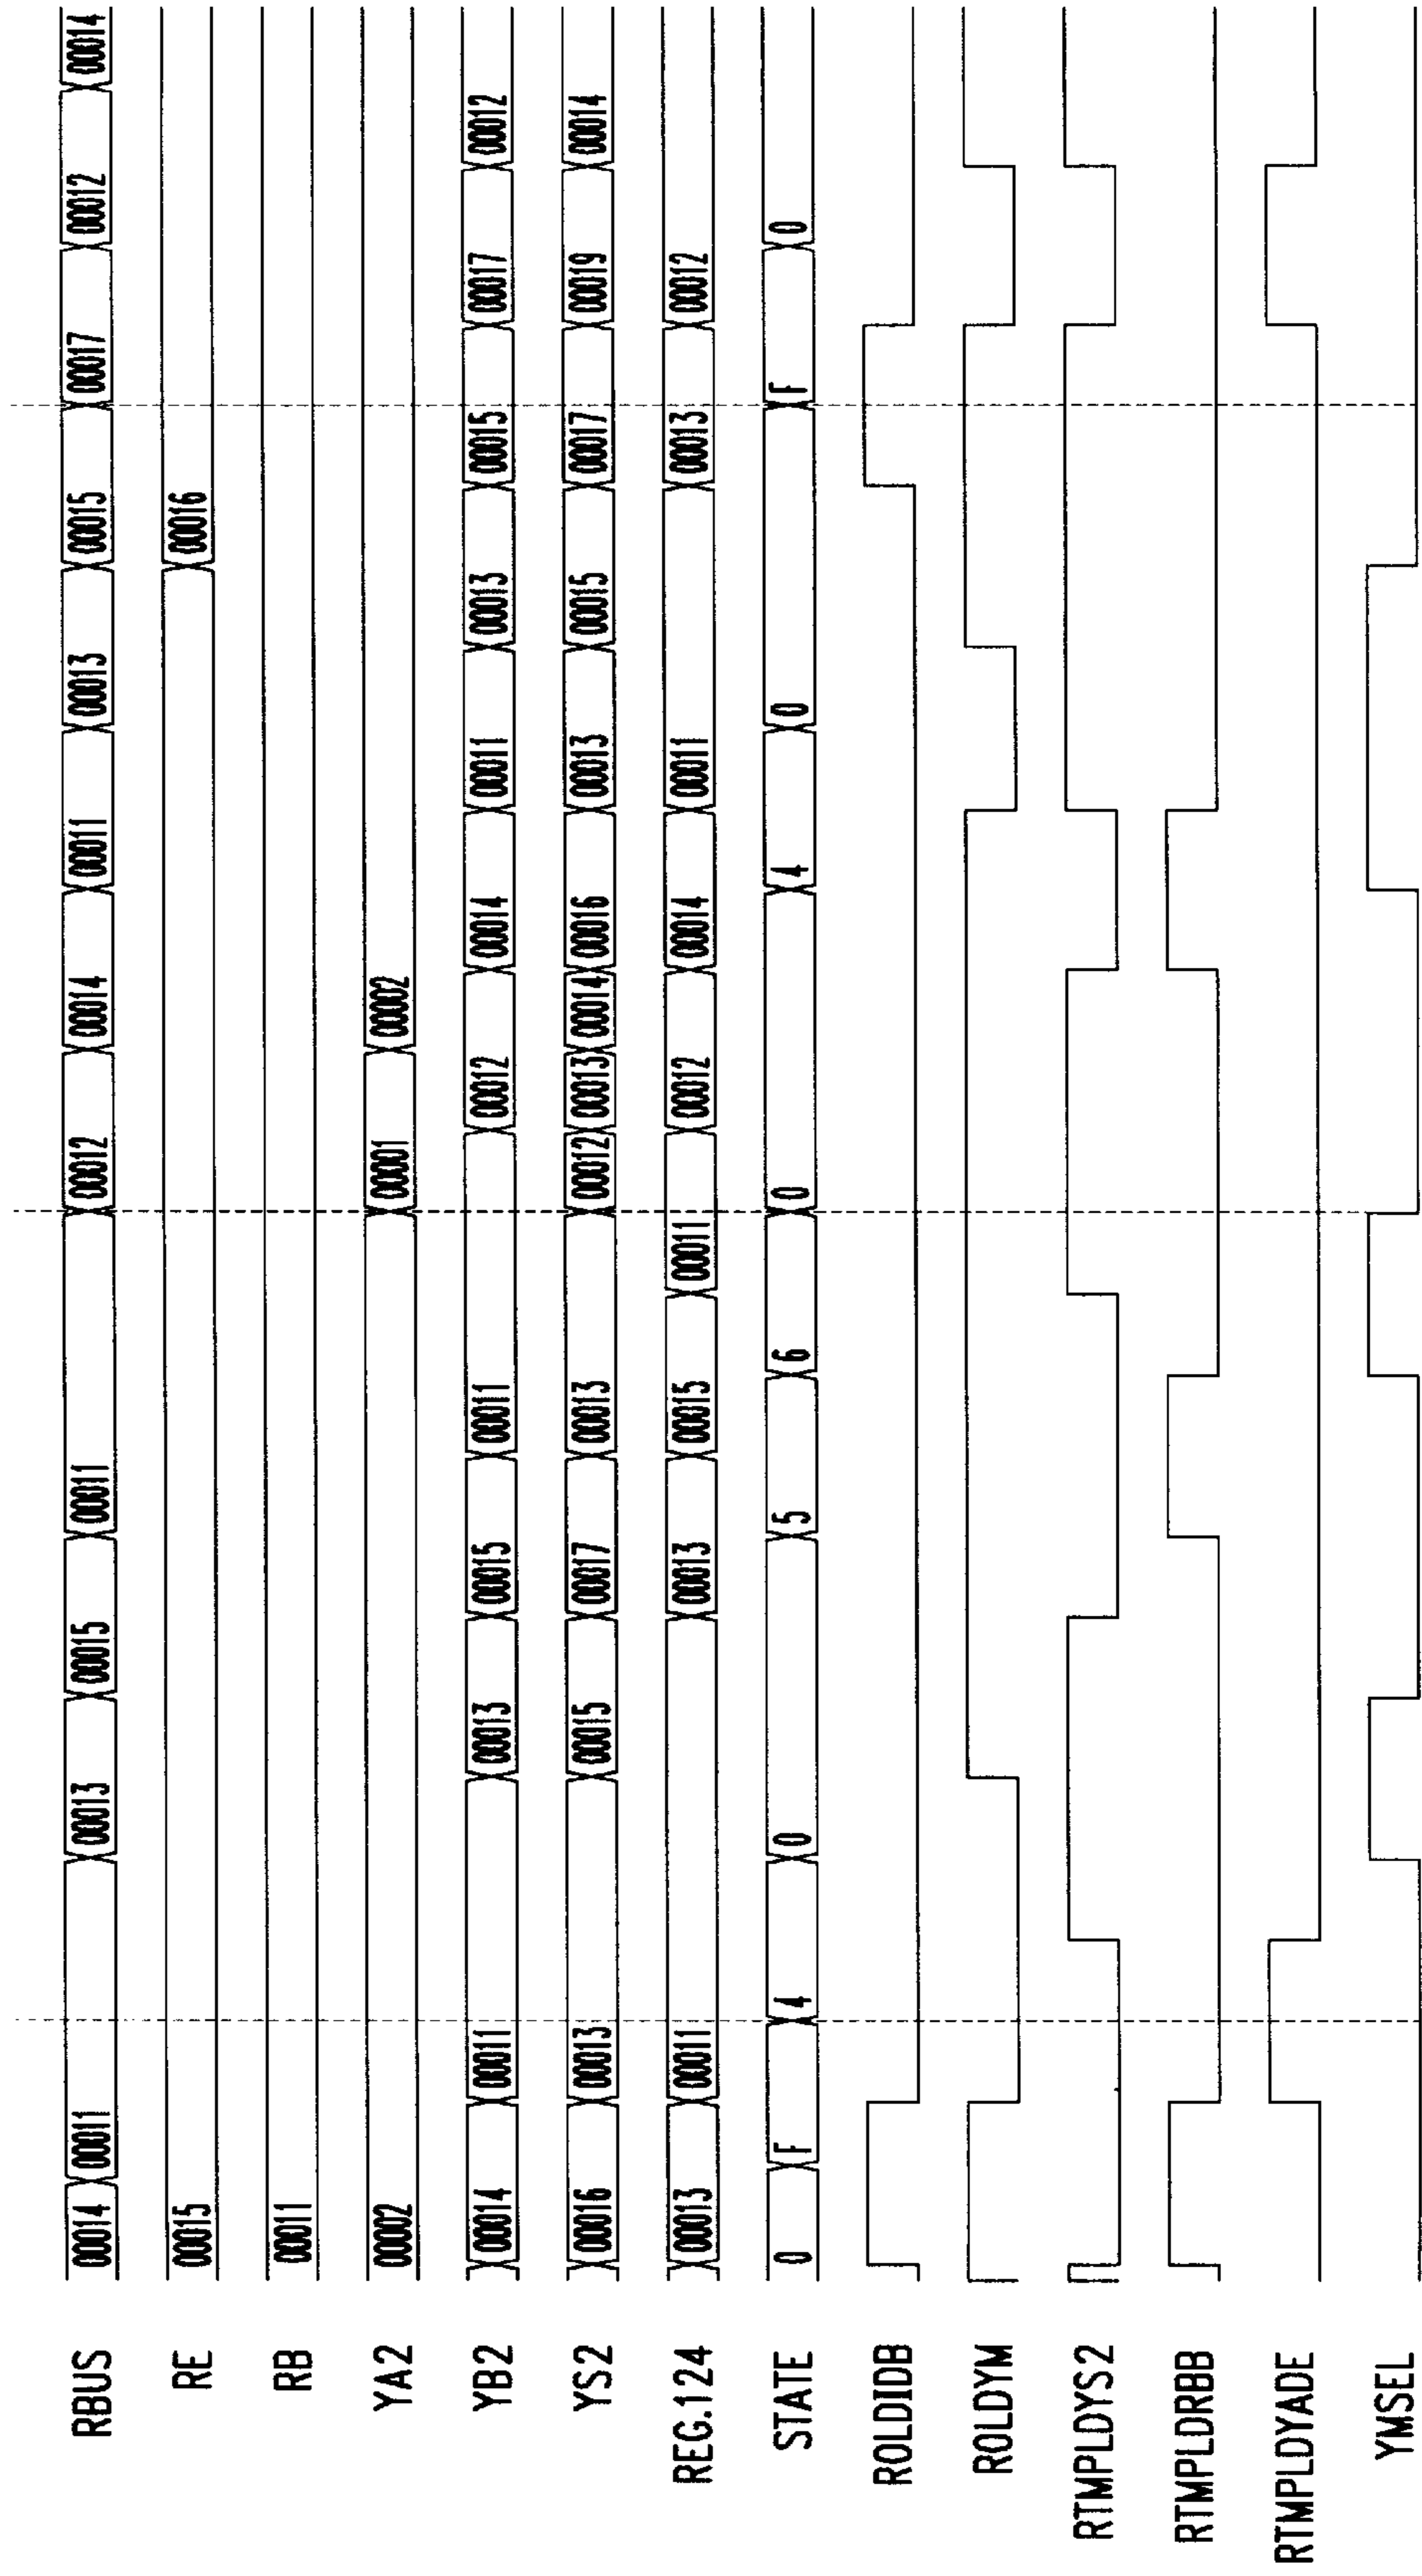 RBUS 00014 00011 00013 00015 00011 00012 00014 00011 00013 00015 00017 00012 00014
RE 00015 00016
RB 00011
YA2 00002 00001 00002
YB2 00014 00011 00013 00015 00011 00012 00014 00011 00013 00015 00017 00012
YS2 00016 00013 00015 00017 00013 00012 00013 00014 00016 00013 00015 00017 00019 00014
REG.124 00013 00011 00013 00015 00011 00012 00014 00011 00013 00012
STATE 0 F 4 0 5 6 0 4 0 F 0
ROLDIDB
ROLDYM
RTMPLDYS2
RTMPLDRBB
RTMPLDYADE
YMSEL